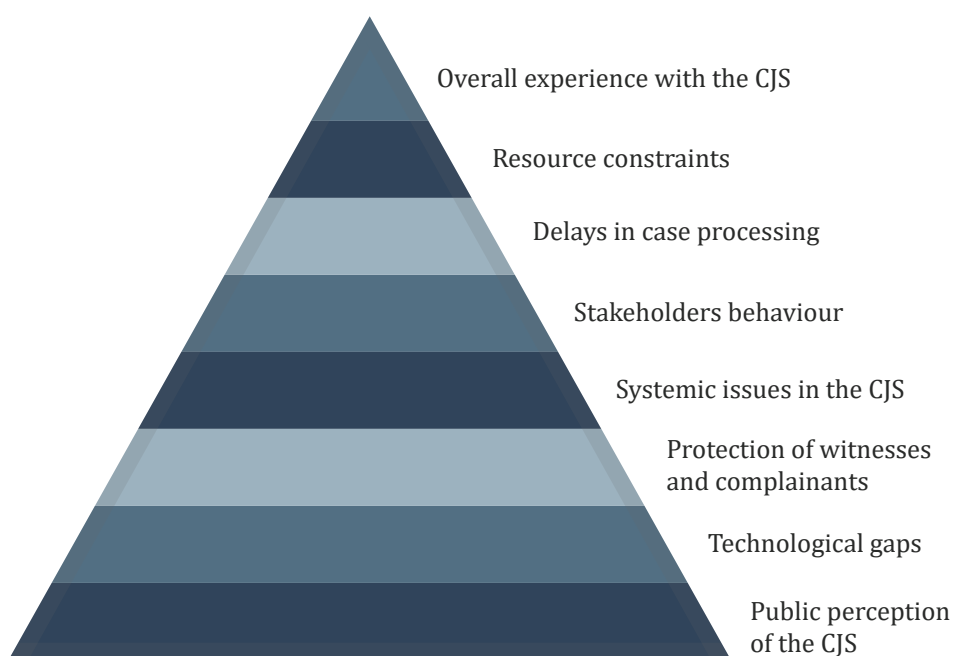 Overall experience with the CJS
Resource constraints
Delays in case processing
Stakeholders behaviour
Systemic issues in the CJS
Protection of witnesses
and complainants
Technological gaps
Public perception
of the CJS